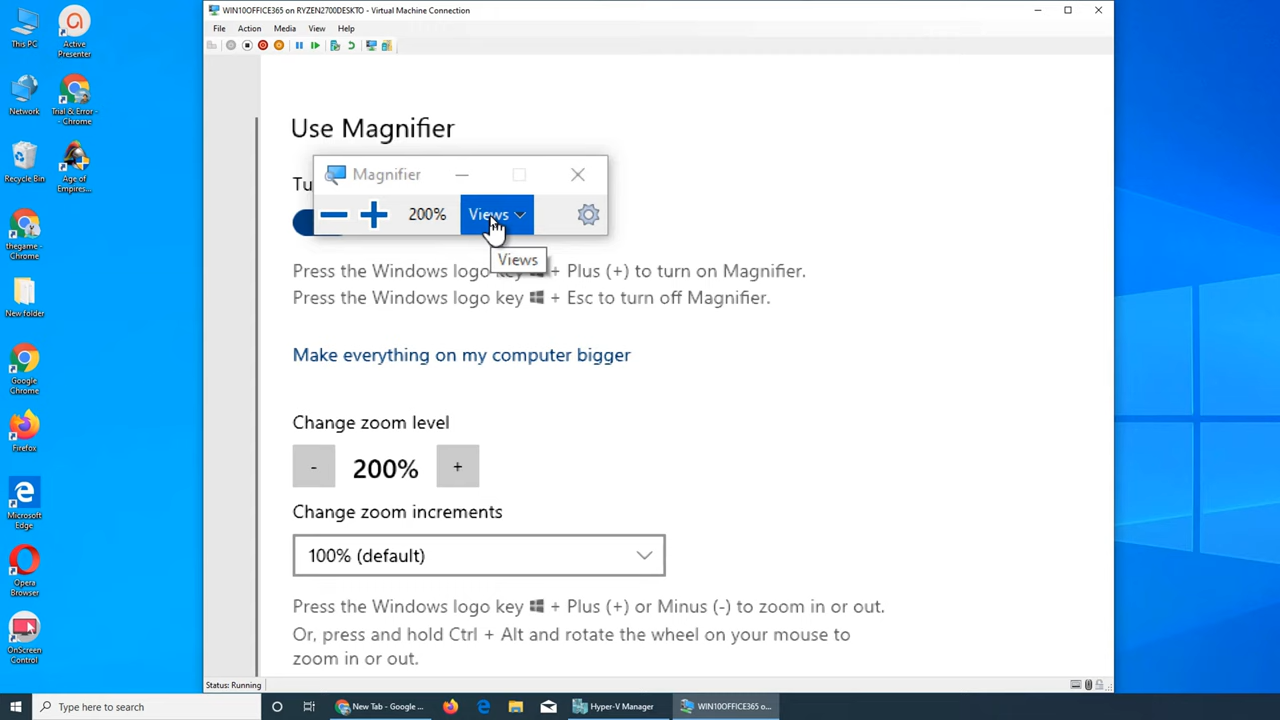 WIN10OFFICE365 on RYZEN2700DESKTO - Virtual Machine Connection
File Action Media View Help
This PC
Active
Presenter
Network
Trial & Error -
- Chrome
Recycle Bin
Age of
Empires...
thegame -
Chrome
New folder
Google
Chrome
Firefox
Microsoft
Edge
Opera
Browser
OnScreen
Control
Use Magnifier
Tu
Magnifier
200% Views
Views
Press the Windows logo key + Plus (+) to turn on Magnifier.
Press the Windows logo key + Esc to turn off Magnifier.
Make everything on my computer bigger
Change zoom level
- 200% +
Change zoom increments
100% (default)
Press the Windows logo key + Plus (+) or Minus (-) to zoom in or out.
Or, press and hold Ctrl + Alt and rotate the wheel on your mouse to
zoom in or out.
Status: Running
Type here to search
New Tab - Google ...
Hyper-V Manager
WIN10OFFICE365 o...